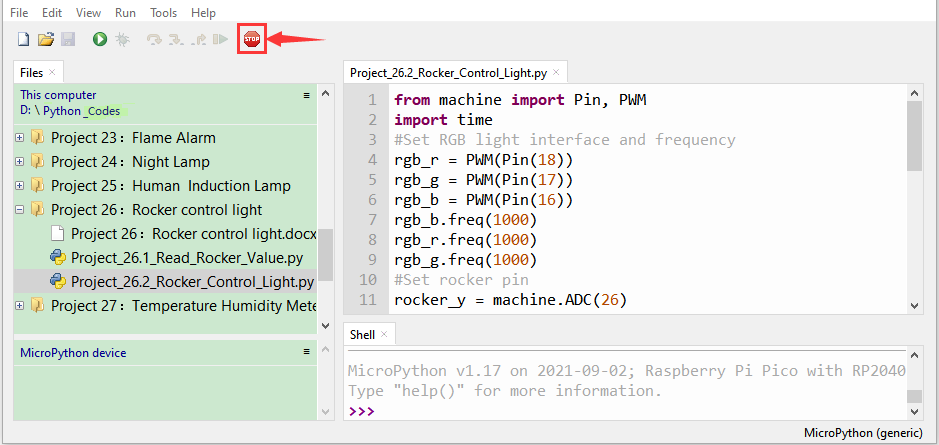 File Edit View Run Tools Help
STOP
Files
This computer
D: \ Python _Codes
Project 23：Flame Alarm
Project 24：Night Lamp
Project 25：Human Induction Lamp
Project 26：Rocker control light
Project 26：Rocker control light.docx
Project_26.1_Read_Rocker_Value.py
Project_26.2_Rocker_Control_Light.py
Project 27：Temperature Humidity Mete
MicroPython device
Project_26.2_Rocker_Control_Light.py
1 from machine import Pin, PWM
2 import time
3 #Set RGB light interface and frequency
4 rgb_r = PWM(Pin(18))
5 rgb_g = PWM(Pin(17))
6 rgb_b = PWM(Pin(16))
7 rgb_b.freq(1000)
8 rgb_r.freq(1000)
9 rgb_g.freq(1000)
10 #Set rocker pin
11 rocker_y = machine.ADC(26)
Shell
MicroPython v1.17 on 2021-09-02; Raspberry Pi Pico with RP2040
Type "help()" for more information.
>>>
MicroPython (generic)